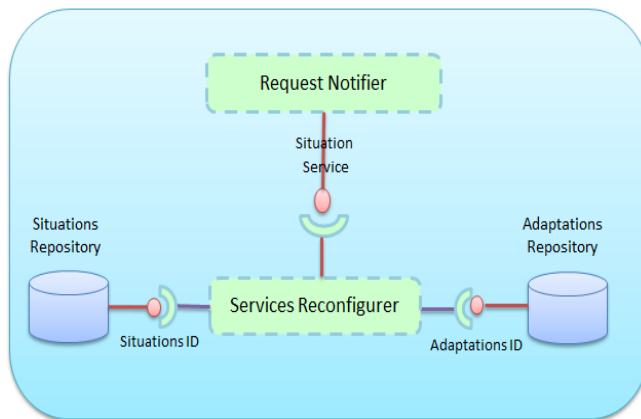 Request Notifier
Situation
Service
Situations
Repository
Adaptations
Repository
Services Reconfigurer
Situations ID
Adaptations ID